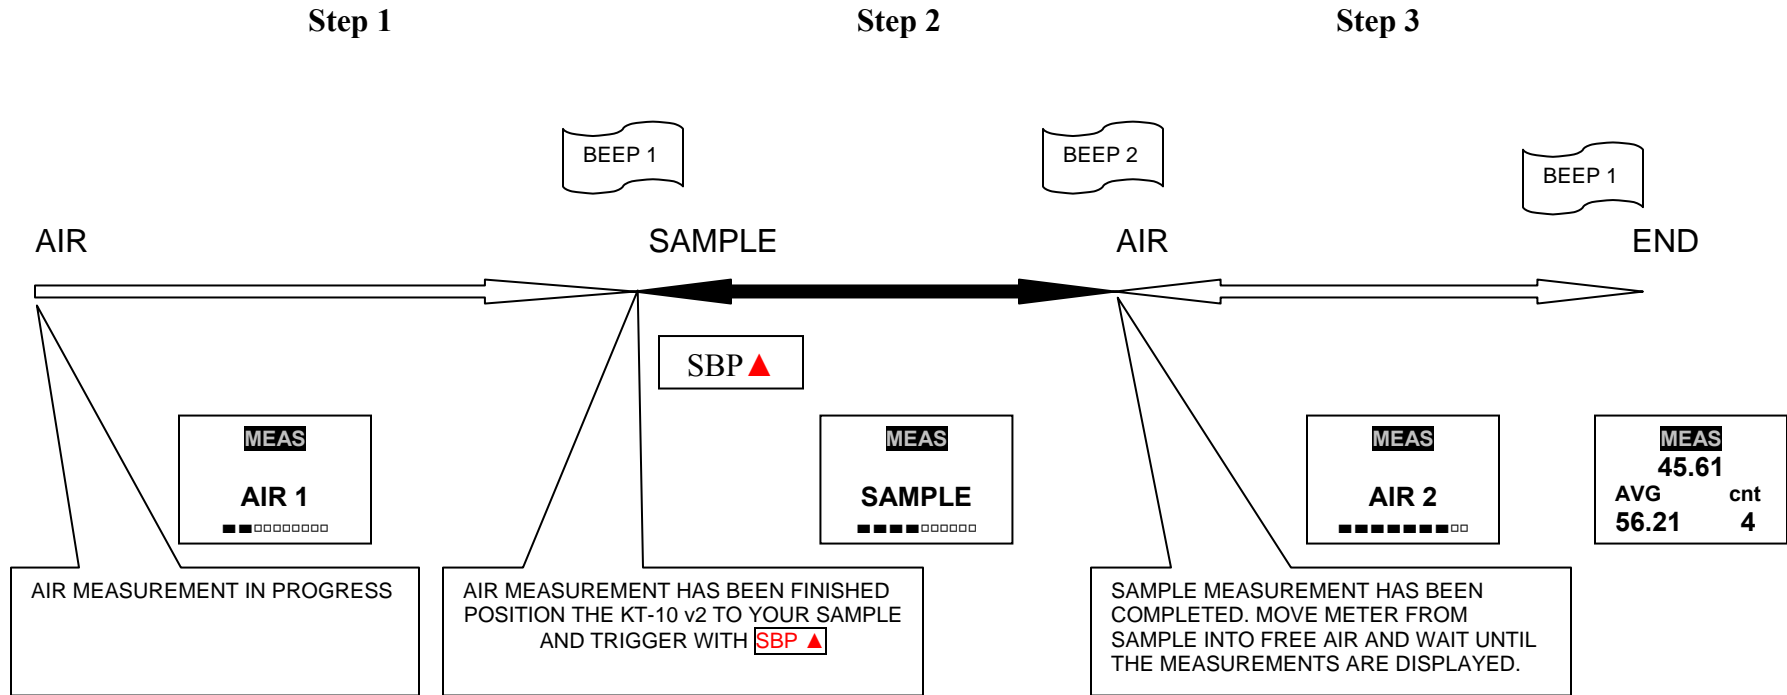 Step 1
Step 2
Step 3
BEEP 1
BEEP 2
BEEP 1
AIR
SAMPLE
AIR
END
SBP ▲
MEAS
AIR 1
MEAS
SAMPLE
MEAS
AIR 2
MEAS
45.61
AVG cnt
56.21 4
AIR MEASUREMENT IN PROGRESS
AIR MEASUREMENT HAS BEEN FINISHED
POSITION THE KT-10 v2 TO YOUR SAMPLE
AND TRIGGER WITH SBP ▲
SAMPLE MEASUREMENT HAS BEEN
COMPLETED. MOVE METER FROM
SAMPLE INTO FREE AIR AND WAIT UNTIL
THE MEASUREMENTS ARE DISPLAYED.